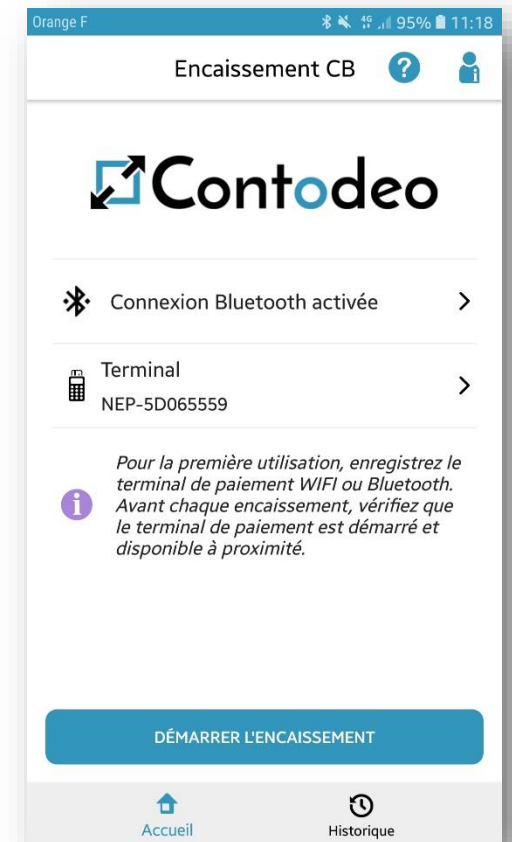 Orange F 4G 95% 11:18
Encaissement CB ?
Contodeo
Connexion Bluetooth activée
Terminal
NEP-5D065559
Pour la première utilisation, enregistrez le
terminal de paiement WIFI ou Bluetooth.
Avant chaque encaissement, vérifiez que
le terminal de paiement est démarré et
disponible à proximité.
DÉMARRER L'ENCAISSEMENT
Accueil Historique